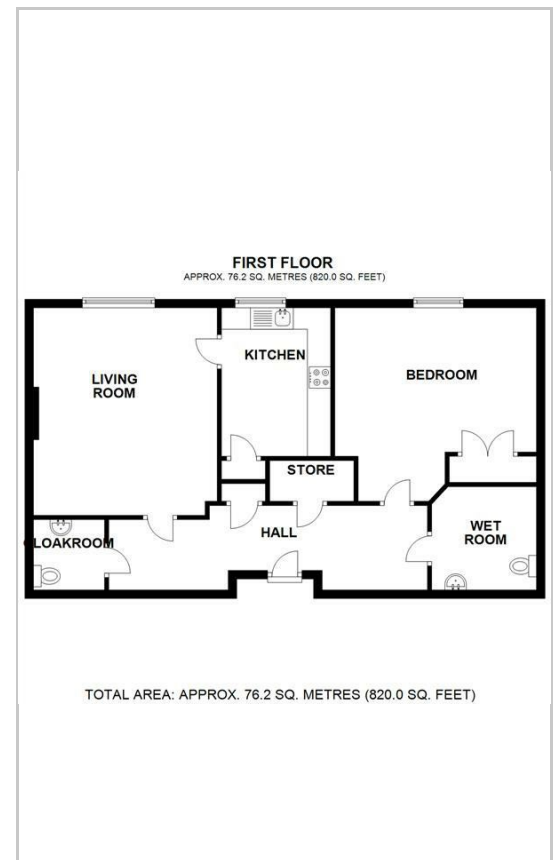 FIRST FLOOR
APPROX. 76.2 SQ. METRES (820.0 SQ. FEET)
KITCHEN
LIVING
ROOM
BEDROOM
STORE
HALL
WET
ROOM
CLOAKROOM
TOTAL AREA: APPROX. 76.2 SQ. METRES (820.0 SQ. FEET)